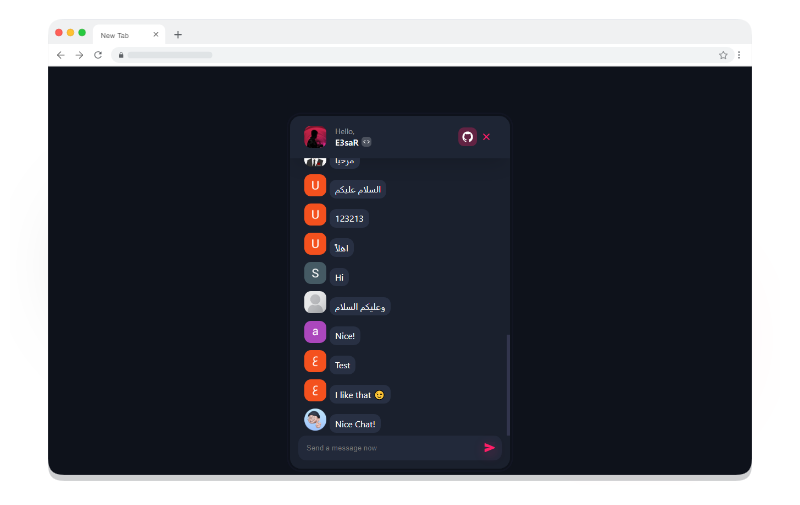 New Tab
Hello,
E3saR <>
مرحبا
U
السلام عليكم
U
123213
U
اهلاً
S
Hi
وعليكم السلام
a
Nice!
ع
Test
ع
I like that 😉
Nice Chat!
Send a message now